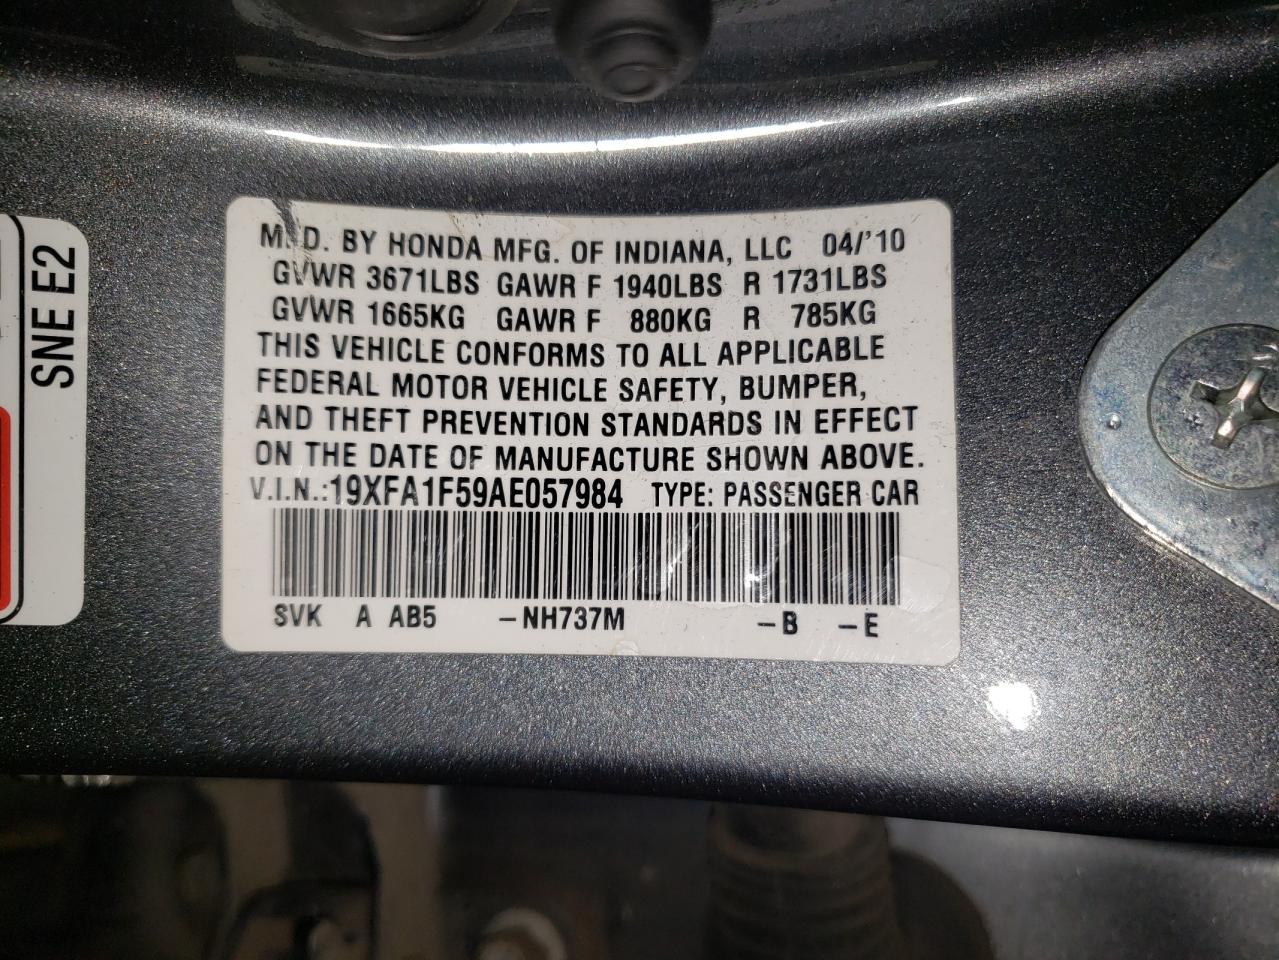 SNE E2
M.D. BY HONDA MFG. OF INDIANA, LLC 04/'10
GVWR 3671LBS GAWR F 1940LBS R 1731LBS
GVWR 1665KG GAWR F 880KG R 785KG
THIS VEHICLE CONFORMS TO ALL APPLICABLE
FEDERAL MOTOR VEHICLE SAFETY, BUMPER,
AND THEFT PREVENTION STANDARDS IN EFFECT
ON THE DATE OF MANUFACTURE SHOWN ABOVE.
V.I.N.:19XFA1F59AE057984 TYPE: PASSENGER CAR
SVK A AB5 -NH737M -B -E